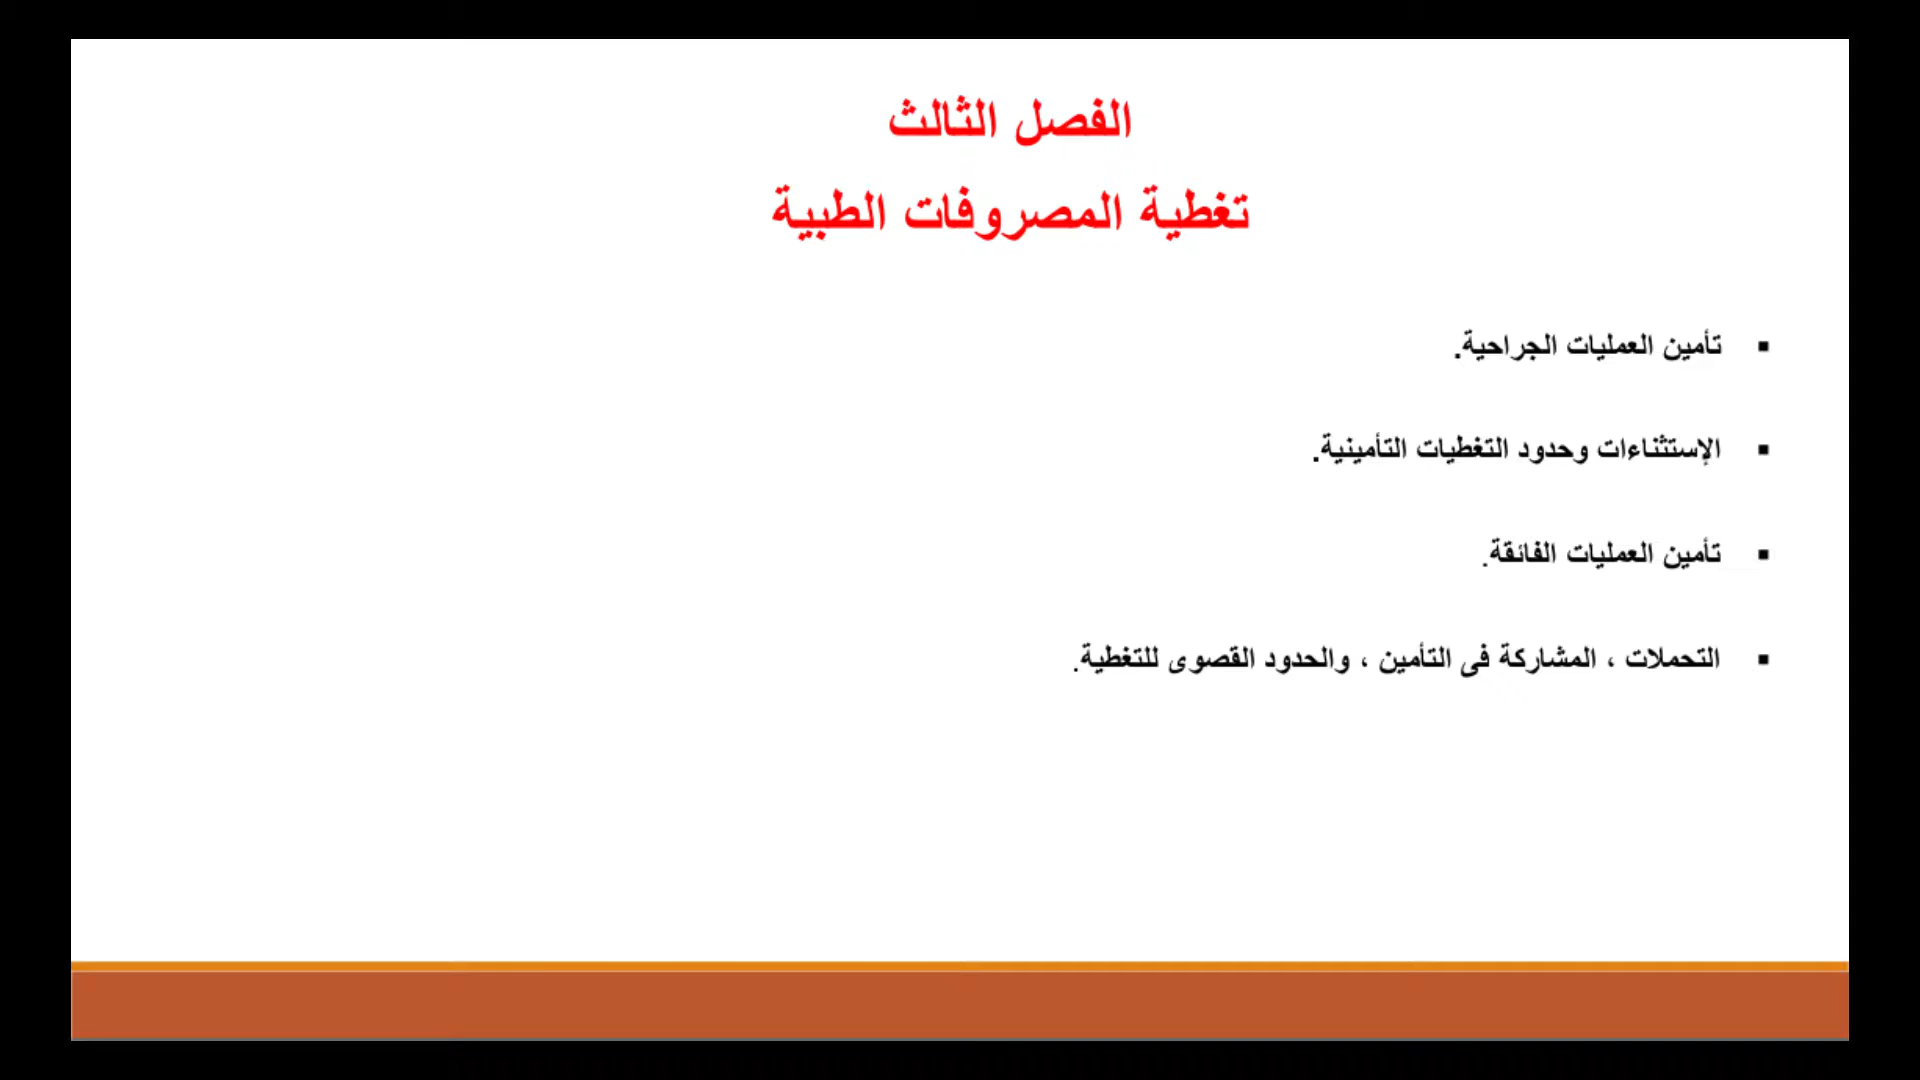 الفصل الثالث
تغطية المصروفات الطبية
▪ تأمين العمليات الجراحية.
▪ الإستثناءات وحدود التغطيات التأمينية.
▪ تأمين العمليات الفائقة.
▪ التحملات ، المشاركة فى التأمين ، والحدود القصوى للتغطية.